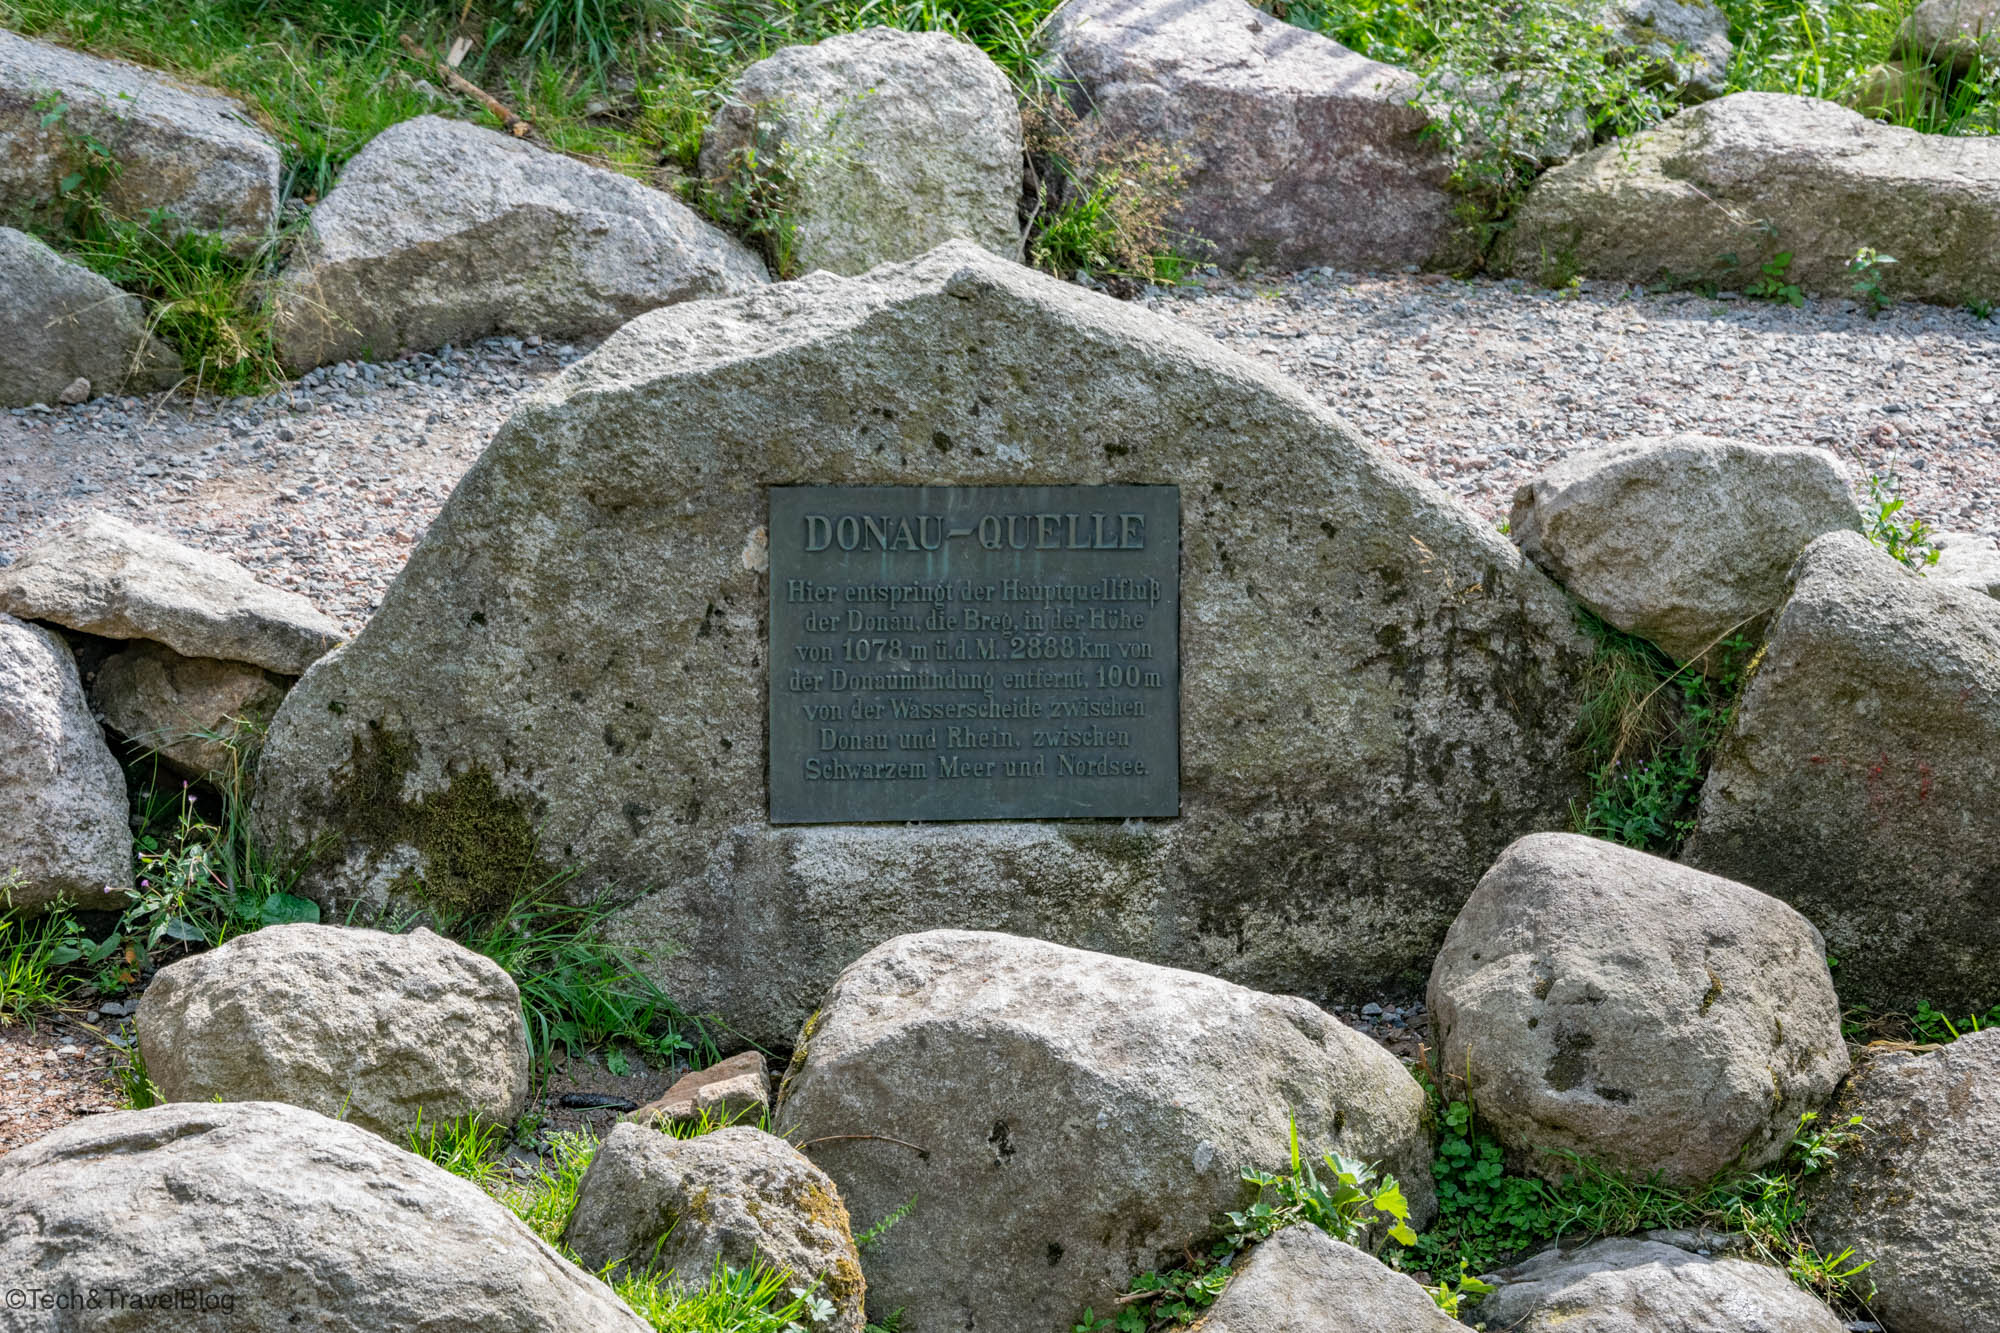 DONAU-QUELLE
Hier entspringt der Hauptquellfluß
der Donau, die Breg, in der Höhe
von 1078 m ü. d. M., 2888 km von
der Donaumündung entfernt, 100 m
von der Wasserscheide zwischen
Donau und Rhein, zwischen
Schwarzem Meer und Nordsee.
©Tech&TravelBlog